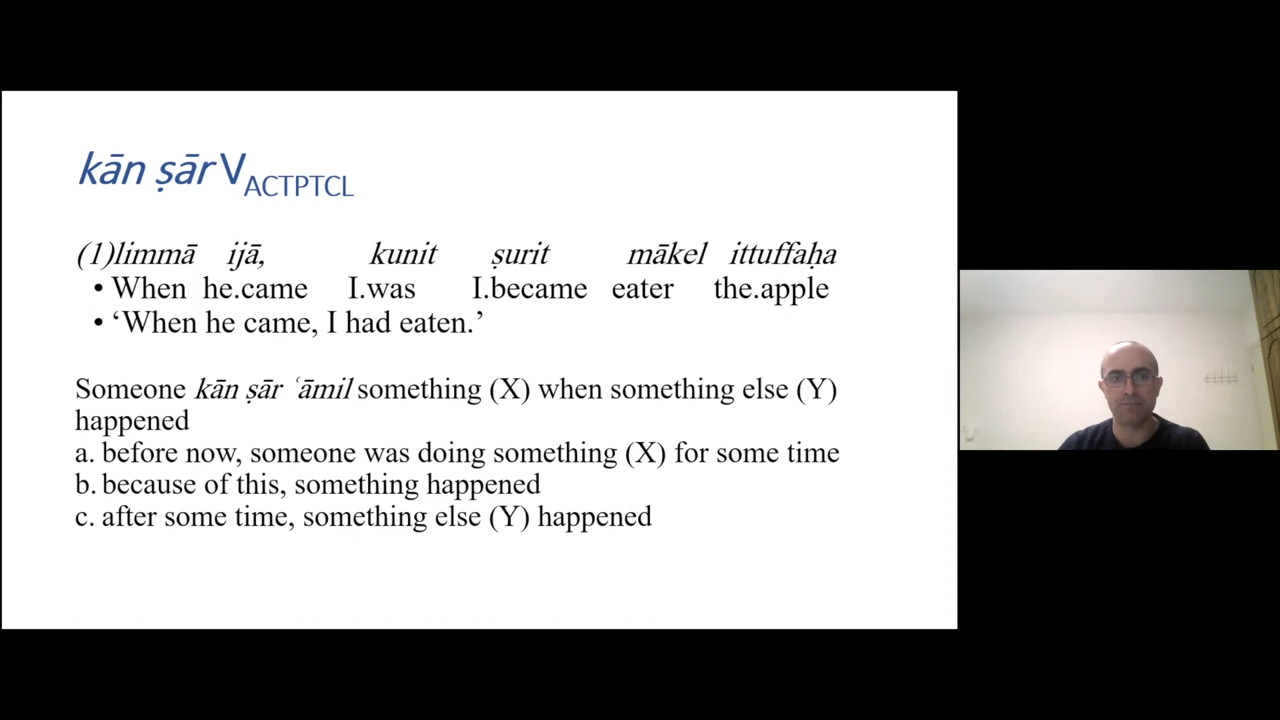 kān ṣār VACTPTCL
(1)limmā ijā, kunit ṣurit mākel ittuffaḥa
• When he.came I.was I.became eater the.apple
• ‘When he came, I had eaten.’
Someone kān ṣār ʿāmil something (X) when something else (Y)
happened
a. before now, someone was doing something (X) for some time
b. because of this, something happened
c. after some time, something else (Y) happened